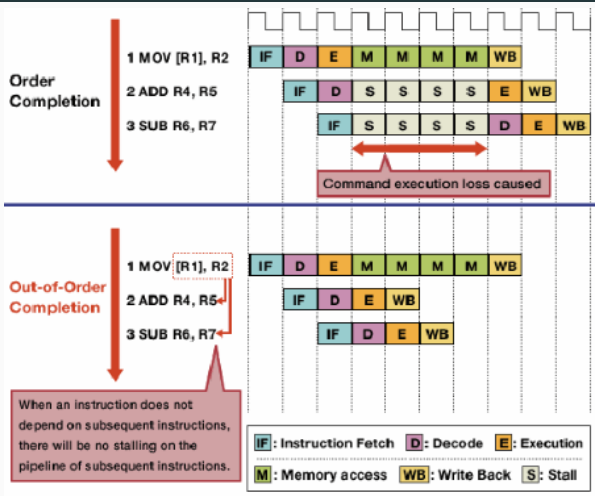 Order
Completion
1 MOV [R1], R2
IF D E M M M M WB
2 ADD R4, R5
IF D S S S S E WB
3 SUB R6, R7
IF S S S S D E WB
Command execution loss caused
Out-of-Order
Completion
1 MOV [R1], R2
IF D E M M M M WB
2 ADD R4, R5
IF D E WB
3 SUB R6, R7
IF D E WB
When an instruction does not
depend on subsequent instructions,
there will be no stalling on the
pipeline of subsequent instructions.
IF : Instruction Fetch D : Decode E : Execution
M : Memory access WB : Write Back S : Stall